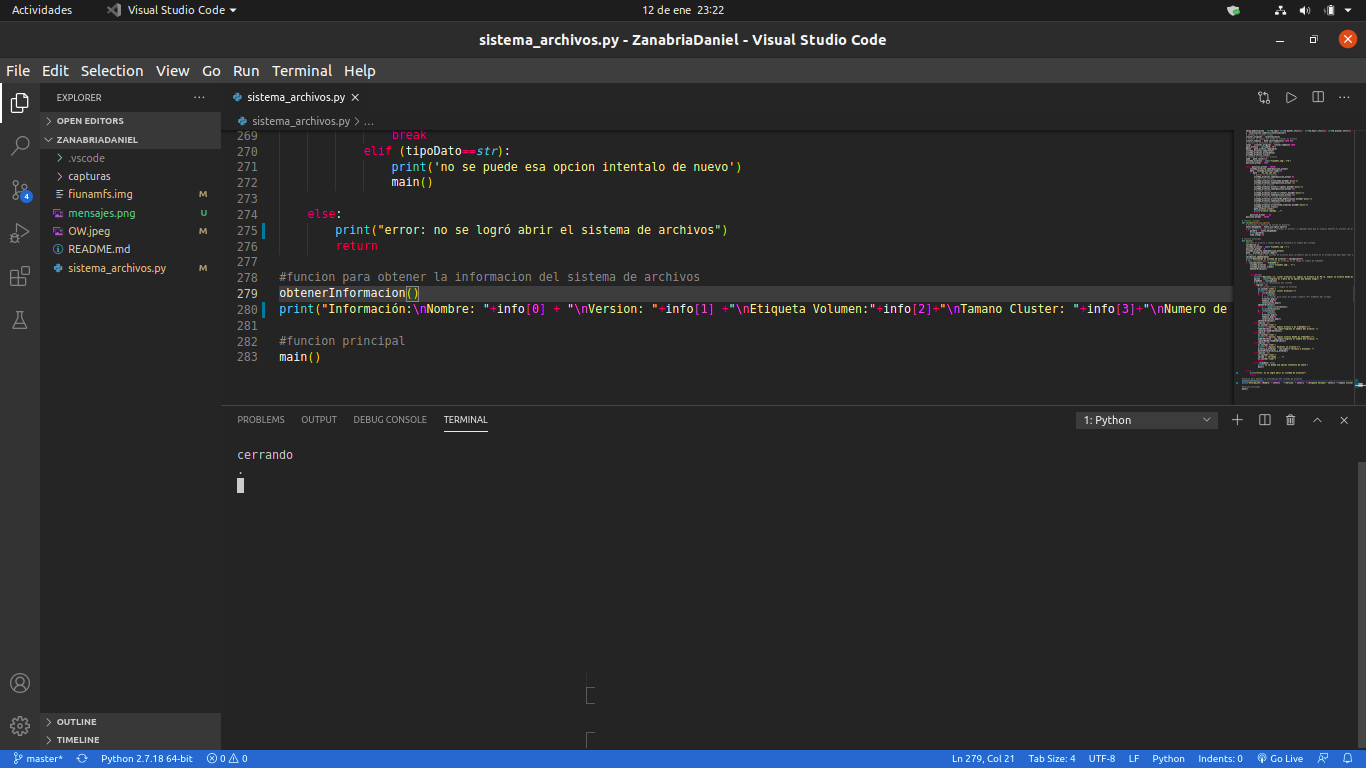 Actividades Visual Studio Code 12 de ene 23:22
sistema_archivos.py - ZanabriaDaniel - Visual Studio Code
File Edit Selection View Go Run Terminal Help
EXPLORER ···
OPEN EDITORS
ZANABRIADANIEL
.vscode
capturas
fiunamfs.img M
mensajes.png U
OW.jpeg M
README.md
sistema_archivos.py M
OUTLINE
TIMELINE
4
sistema_archivos.py
sistema_archivos.py > ...
269 break
270 elif (tipoDato==str):
271 print('no se puede esa opcion intentalo de nuevo')
272 main()
273
274 else:
275 print("error: no se logró abrir el sistema de archivos")
276 return
277
278 #funcion para obtener la informacion del sistema de archivos
279 obtenerInformacion()
280 print("Información:\nNombre: "+info[0] + "\nVersion: "+info[1] +"\nEtiqueta Volumen:"+info[2]+"\nTamano Cluster: "+info[3]+"\nNumero de
281
282 #funcion principal
283 main()
PROBLEMS OUTPUT DEBUG CONSOLE TERMINAL 1: Python
cerrando
.
master* Python 2.7.18 64-bit 0 0 Ln 279, Col 21 Tab Size: 4 UTF-8 LF Python Indents: 0 Go Live